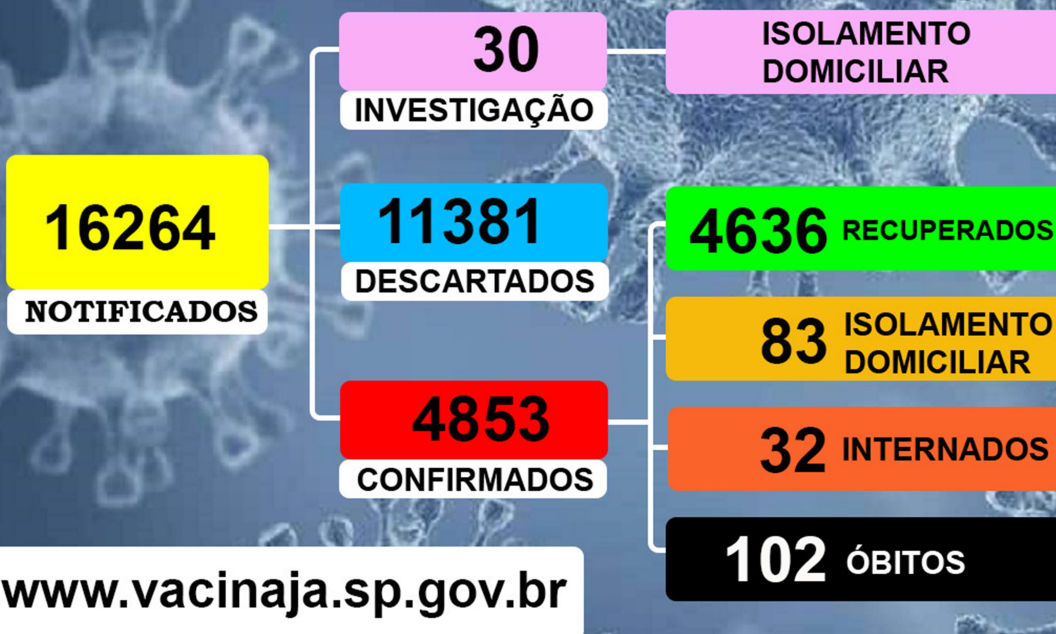 16264
NOTIFICADOS
30
INVESTIGAÇÃO
ISOLAMENTO
DOMICILIAR
11381
DESCARTADOS
4853
CONFIRMADOS
4636 RECUPERADOS
83 ISOLAMENTO
DOMICILIAR
32 INTERNADOS
102 ÓBITOS
www.vacinaja.sp.gov.br